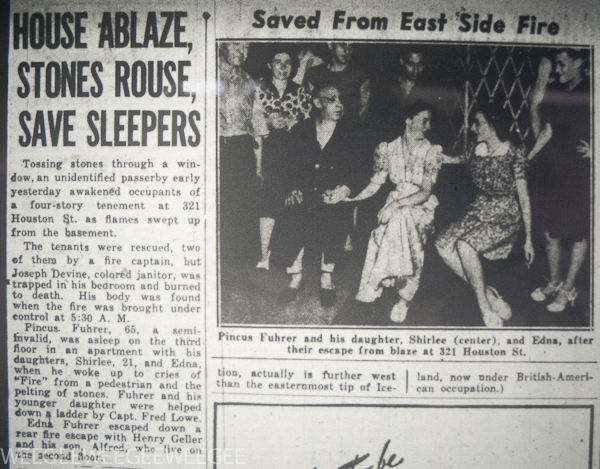 HOUSE ABLAZE,
STONES ROUSE,
SAVE SLEEPERS
Tossing stones through a win-
dow, an unidentified passerby early
yesterday awakened occupants of
a four-story tenement at 321
Houston St. as flames swept up
from the basement.
The tenants were rescued, two
of them by a fire captain, but
Joseph Devine, colored janitor, was
trapped in his bedroom and burned
to death. His body was found
when the fire was brought under
control at 5:30 A. M.
Pincus Fuhrer, 65, a semi-
invalid, was asleep on the third
floor in an apartment with his
daughters, Shirlee, 21, and Edna,
when he woke up to cries of
"Fire" from a pedestrian and the
pelting of stones. Fuhrer and his
younger daughter were helped
down a ladder by Capt. Fred Lowe.
Edna Fuhrer escaped down a
rear fire escape with Henry Geller
and his son, Alfred, who live on
the second floor.
Saved From East Side Fire
Pincus Fuhrer and his daughter, Shirlee (center), and Edna, after
their escape from blaze at 321 Houston St.
tion, actually is further west
than the easternmost tip of Ice-
land, now under British-Ameri-
can occupation.)
be